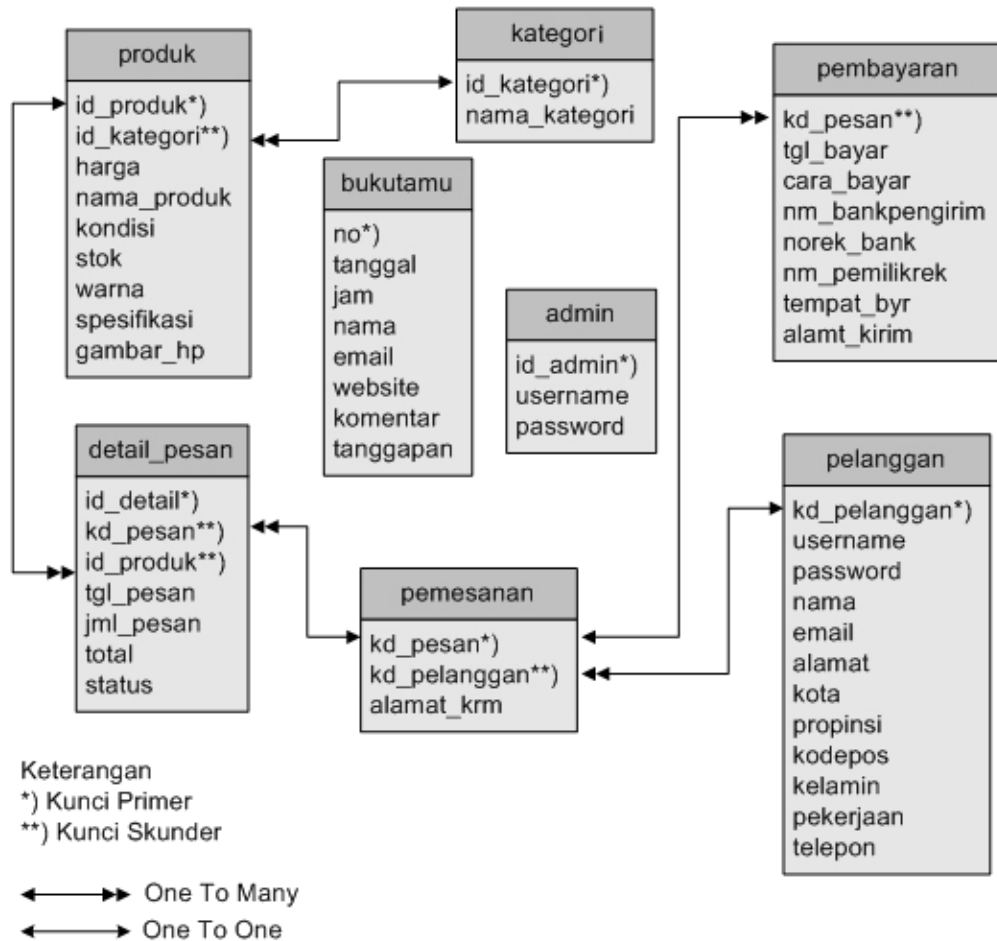 produk
id_produk*)
id_kategori**)
harga
nama_produk
kondisi
stok
warna
spesifikasi
gambar_hp
kategori
id_kategori*)
nama_kategori
bukutamu
no*)
tanggal
jam
nama
email
website
komentar
tanggapan
admin
id_admin*)
username
password
pembayaran
kd_pesan**)
tgl_bayar
cara_bayar
nm_bankpengirim
norek_bank
nm_pemilikrek
tempat_byr
alamt_kirim
detail_pesan
id_detail*)
kd_pesan**)
id_produk**)
tgl_pesan
jml_pesan
total
status
pemesanan
kd_pesan*)
kd_pelanggan**)
alamat_krm
pelanggan
kd_pelanggan*)
username
password
nama
email
alamat
kota
propinsi
kodepos
kelamin
pekerjaan
telepon
Keterangan
*) Kunci Primer
**) Kunci Skunder
One To Many
One To One